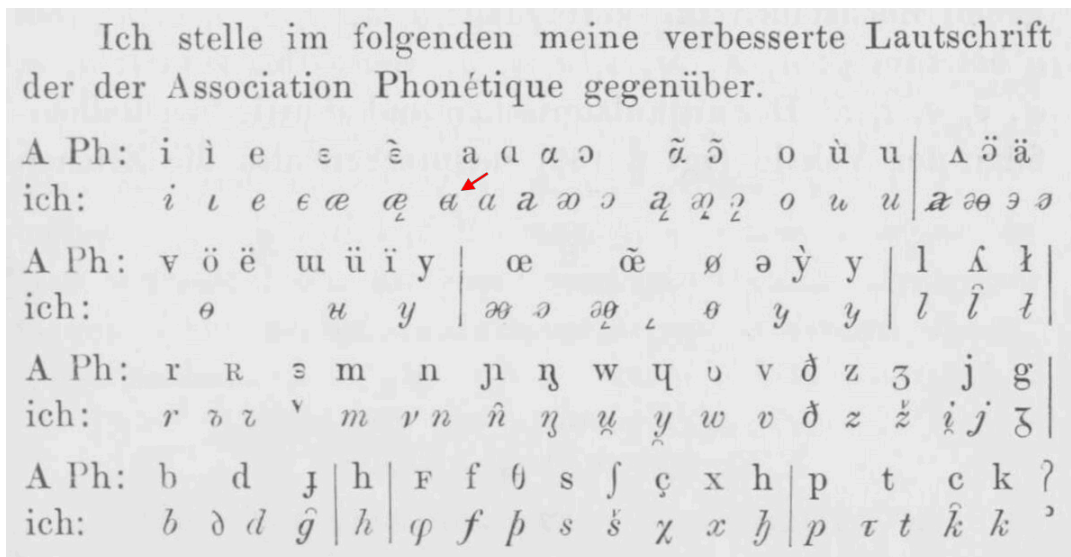 Ich stelle im folgenden meine verbesserte Lautschrift
der der Association Phonétique gegenüber.
A Ph: i ı e ε ε̃ a ɑ α ɔ α̃ ɔ̃ o ù u | ʌ ɔ̈ ä
ich: i ι e ϵ æ æ̨ a a ɔ o u u
A Ph: v ö ë ɯ ü ï y | œ œ̃ ø ə ỳ y | l ʎ ł
ich: ɵ ʉ y | ɵ y y | l l̑ ł
A Ph: r ʀ m n ɲ ŋ w ɥ ʋ v ð z ʒ j g |
ich: r m ν n n̑ ŋ u̯ y̯ w v ð z ž i̯ j |
A Ph: b d ɟ | h | ꜰ f θ s ʃ ç x h | p t c k ʔ
ich: b ∂ d ĝ | h | φ f þ s š χ x ꜧ | p τ t k̑ k ʾ